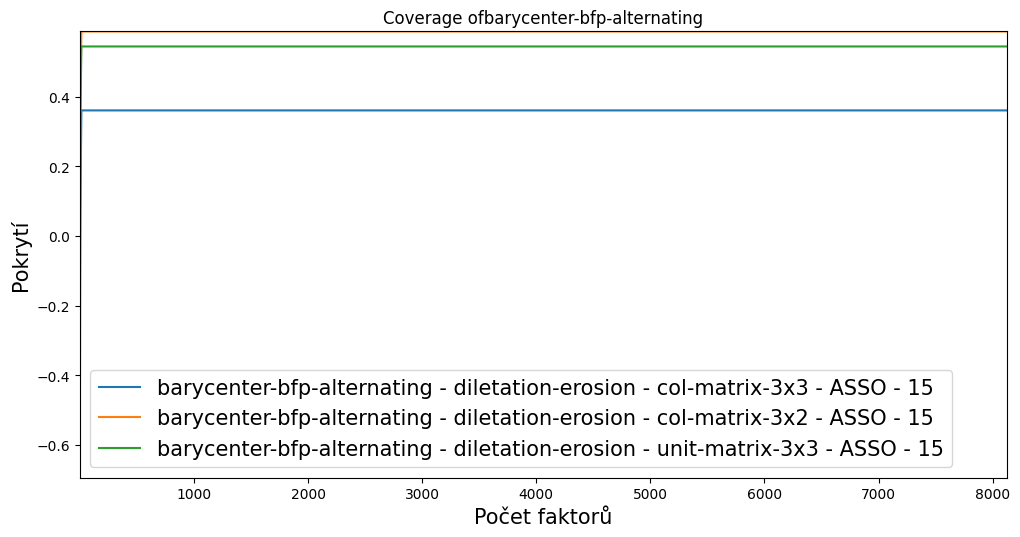 Coverage ofbarycenter-bfp-alternating
Pokrytí
0.4
0.2
0.0
−0.2
−0.4
−0.6
barycenter-bfp-alternating - diletation-erosion - col-matrix-3x3 - ASSO - 15
barycenter-bfp-alternating - diletation-erosion - col-matrix-3x2 - ASSO - 15
barycenter-bfp-alternating - diletation-erosion - unit-matrix-3x3 - ASSO - 15
1000 2000 3000 4000 5000 6000 7000 8000
Počet faktorů